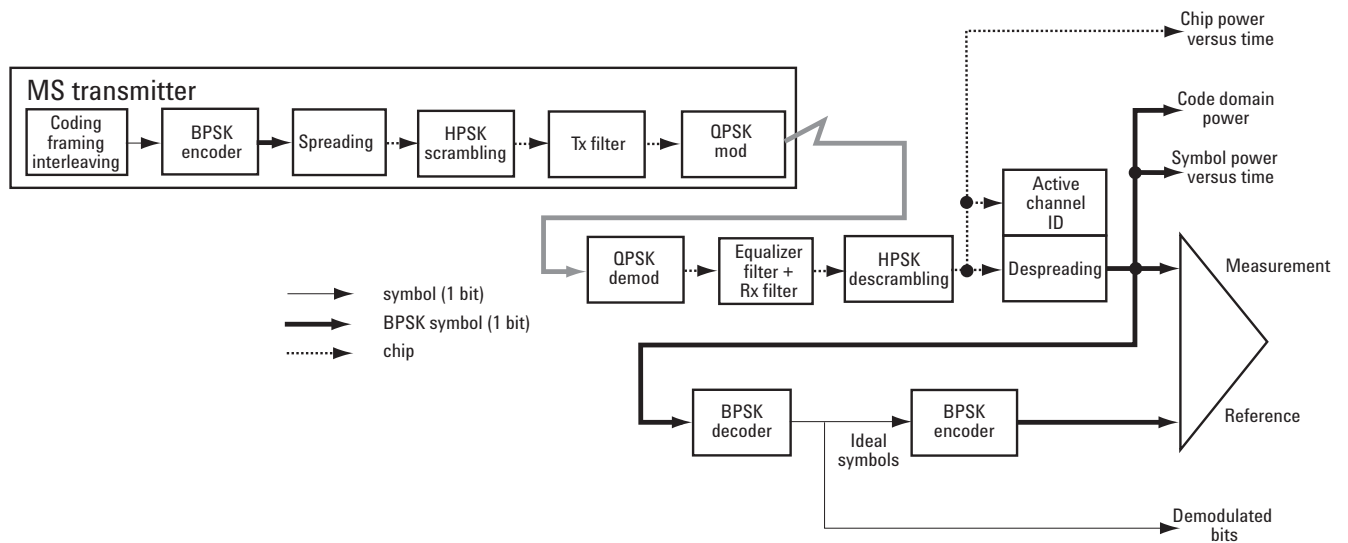 Chip power
versus time
MS transmitter
Coding
framing
interleaving
BPSK
encoder
Spreading
HPSK
scrambling
Tx filter
QPSK
mod
Code domain
power
Symbol power
versus time
Active
channel
ID
QPSK
demod
Equalizer
filter +
Rx filter
HPSK
descrambling
Despreading
Measurement
symbol (1 bit)
BPSK symbol (1 bit)
chip
BPSK
decoder
Ideal
symbols
BPSK
encoder
Reference
Demodulated
bits